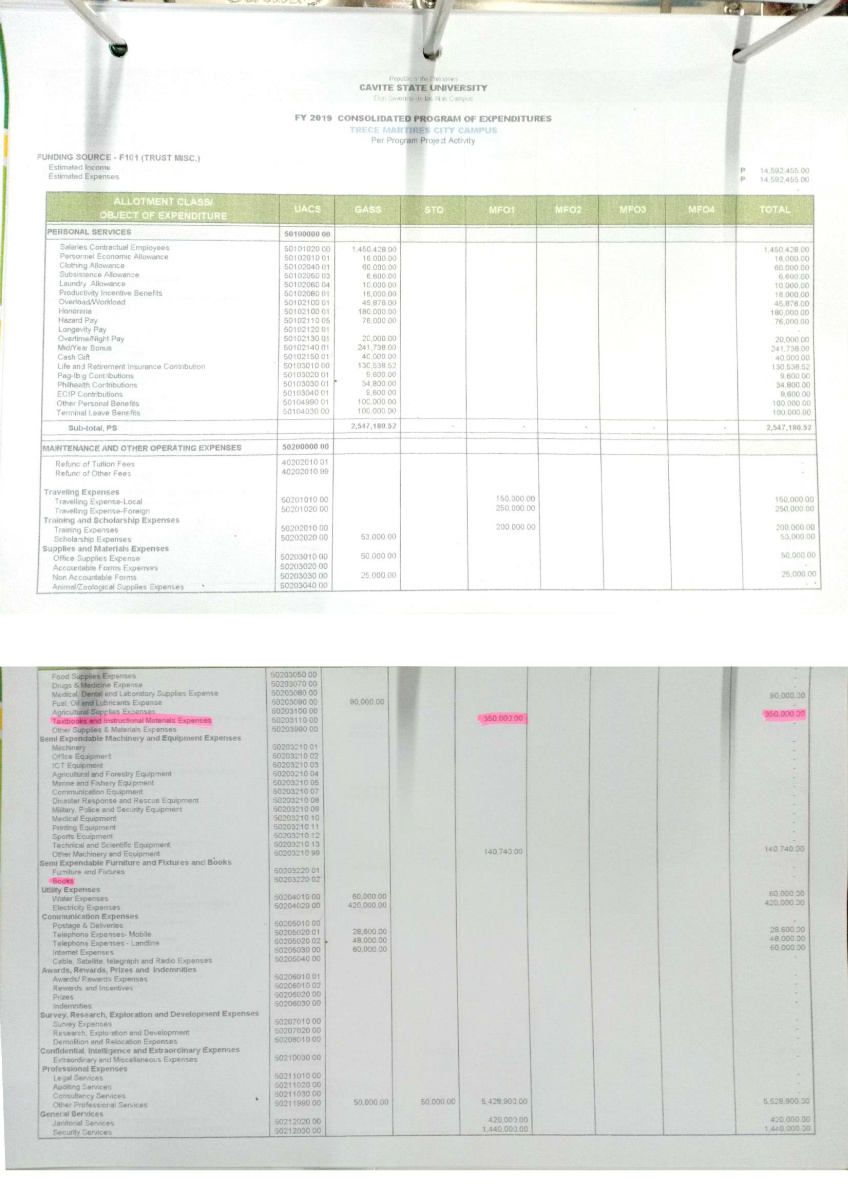 Republic of the Philippines
CAVITE STATE UNIVERSITY
FY 2019 CONSOLIDATED PROGRAM OF EXPENDITURES
TRECE MARTIRES CITY CAMPUS
Per Program Project Activity
FUNDING SOURCE - F101 (TRUST MISC.)
Estimated Income P 14,592,455.00
Estimated Expenses P 14,592,455.00
ALLOTMENT CLASS/ OBJECT OF EXPENDITURE UACS GASS STO MFO1 MFO2 MFO3 MFO4 TOTAL
PERSONAL SERVICES 50100000 00
Salaries Contractual Employees 50101020 00 1,450,428.00 1,450,428.00
Personnel Economic Allowance 50102010 01 16,000.00 16,000.00
Clothing Allowance 50102040 01 60,000.00 60,000.00
Subsistence Allowance 50102050 03 6,600.00 6,600.00
Laundry Allowance 50102060 04 10,000.00 10,000.00
Productivity Incentive Benefits 50102080 01 16,000.00 16,000.00
Overload/Workload 50102100 01 45,876.00 45,876.00
Honoraria 50102100 01 180,000.00 180,000.00
Hazard Pay 50102110 05 76,000.00 76,000.00
Longevity Pay 50102120 01
Overtime/Night Pay 50102130 01 20,000.00 20,000.00
Mid/Year Bonus 50102140 01 241,738.00 241,738.00
Cash Gift 50102150 01 40,000.00 40,000.00
Life and Retirement Insurance Contribution 50103010 00 130,538.52 130,538.52
Pag-Ibig Contributions 50103020 01 9,600.00 9,600.00
Philhealth Contributions 50103030 01 34,800.00 34,800.00
ECIP Contributions 50103040 01 9,600.00 9,600.00
Other Personal Benefits 50104990 01 100,000.00 100,000.00
Terminal Leave Benefits 50104030 00 100,000.00 100,000.00
Sub-total, PS 2,547,180.52 - - - - - 2,547,180.52
MAINTENANCE AND OTHER OPERATING EXPENSES 50200000 00
Refund of Tuition Fees 40202010 01 -
Refund of Other Fees 40202010 99 -
Traveling Expenses
Travelling Expense-Local 50201010 00 150,000.00 150,000.00
Travelling Expense-Foreign 50201020 00 250,000.00 250,000.00
Training and Scholarship Expenses
Training Expenses 50202010 00 200,000.00 200,000.00
Scholarship Expenses 50202020 00 53,000.00 53,000.00
Supplies and Materials Expenses
Office Supplies Expense 50203010 00 50,000.00 50,000.00
Accountable Forms Expenses 50203020 00 -
Non Accountable Forms 50203030 00 25,000.00 25,000.00
Animal/Zoological Supplies Expenses 50203040 00 -
Food Supplies Expenses 50203050 00
Drugs & Medicine Expense 50203070 00
Medical, Dental and Laboratory Supplies Expense 50203080 00
Fuel, Oil and Lubricants Expense 50203090 00 90,000.00 90,000.00
Agricultural Supplies Expenses 50203100 00
Textbooks and Instructional Materials Expenses 50203110 00 350,000.00 350,000.00
Other Supplies & Materials Expenses 50203990 00 -
Semi Expendable Machinery and Equipment Expenses
Machinery 50203210 01 -
Office Equipment 50203210 02 -
ICT Equipment 50203210 03 -
Agricultural and Forestry Equipment 50203210 04 -
Marine and Fishery Equipment 50203210 05 -
Communication Equipment 50203210 07 -
Disaster Response and Rescue Equipment 50203210 08 -
Military, Police and Security Equipment 50203210 09 -
Medical Equipment 50203210 10 -
Printing Equipment 50203210 11 -
Sports Equipment 50203210 12 -
Technical and Scientific Equipment 50203210 13 -
Other Machinery and Equipment 50203210 99 140,740.00 140,740.00
Semi Expendable Furniture and Fixtures and Books
Furniture and Fixtures 50203220 01 -
Books 50203220 02 -
Utility Expenses
Water Expenses 50204010 00 60,000.00 60,000.00
Electricity Expenses 50204020 00 420,000.00 420,000.00
Communication Expenses
Postage & Deliveries 50205010 00 -
Telephone Expenses- Mobile 50205020 01 28,600.00 28,600.00
Telephone Expenses - Landline 50205020 02 48,000.00 48,000.00
Internet Expenses 50205030 00 60,000.00 60,000.00
Cable, Satelite, telegraph and Radio Expenses 50205040 00 -
Awards, Rewards, Prizes and Indemnities
Awards/ Rewards Expenses 50206010 01 -
Rewards and Incentives 50206010 02 -
Prizes 50206020 00 -
Indemnities 50206030 00 -
Survey, Research, Exploration and Development Expenses
Survey Expenses 50207010 00 -
Research, Exploration and Development 50207020 00 -
Demolition and Relocation Expenses 50208010 00 -
Confidential, Intelligence and Extraordinary Expenses
Extraordinary and Miscellaneous Expenses 50210030 00 -
Professional Expenses
Legal Services 50211010 00 -
Auditing Services 50211020 00 -
Consultancy Services 50211030 00 -
Other Professional Services 50211990 00 50,000.00 50,000.00 5,428,900.00 5,528,900.00
General Services
Janitorial Services 50212020 00 420,000.00 420,000.00
Security Services 50212030 00 1,440,000.00 1,440,000.00